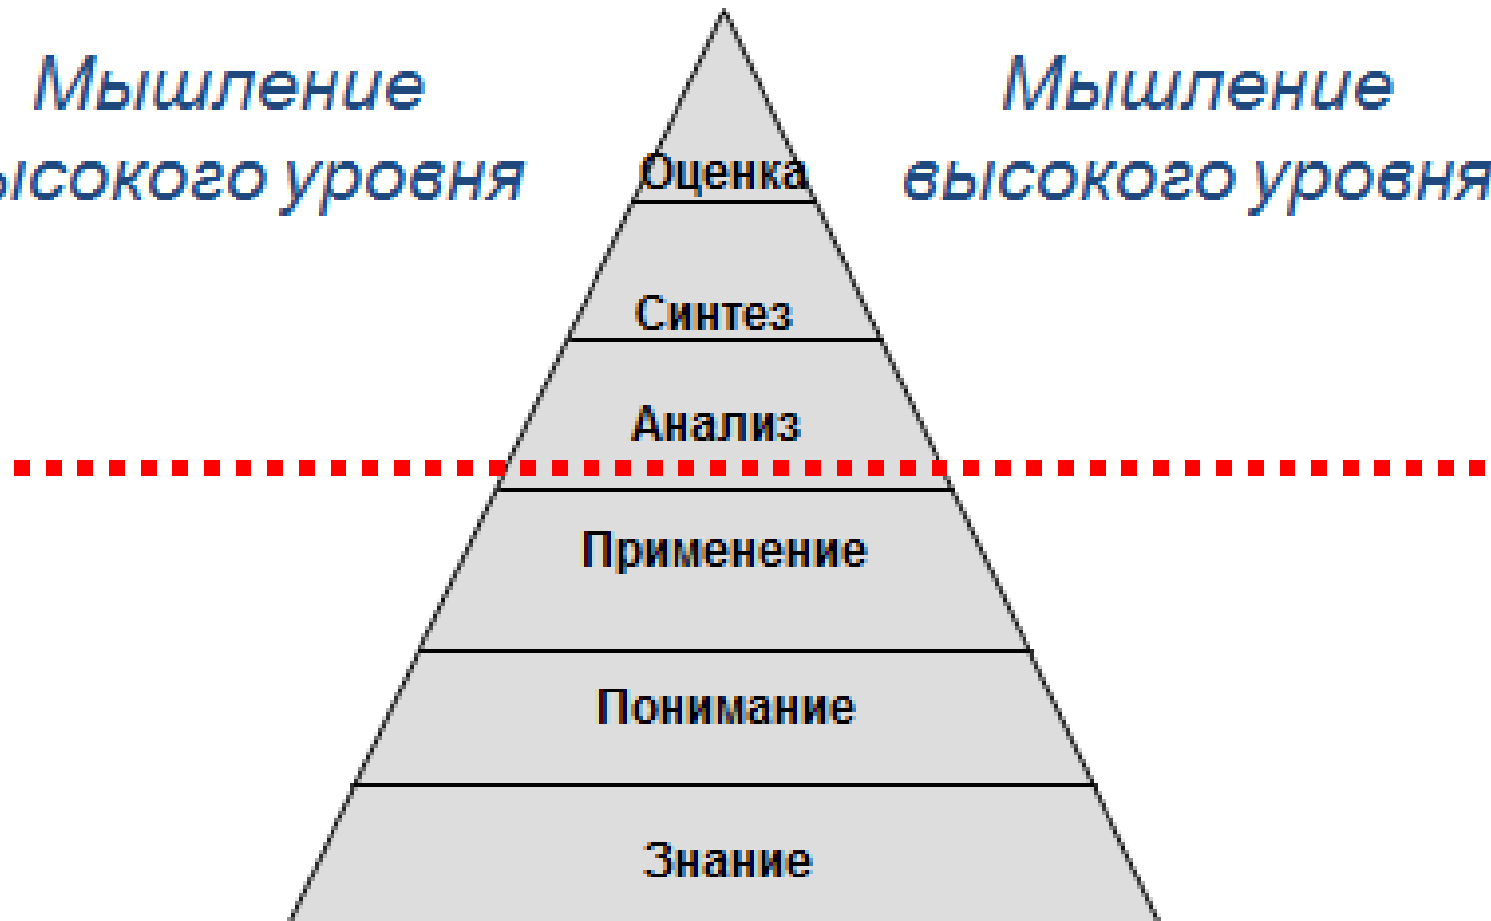 Мышление
ысокого уровня
Мышление
высокого уровня
Оценка
Синтез
Анализ
Применение
Понимание
Знание